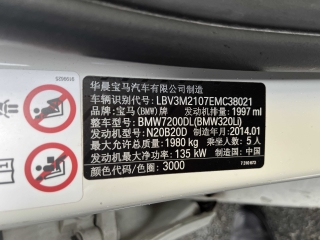 华晨宝马汽车有限公司制造
车辆识别代号: LBV3M2107EMC38021
宝马(BMW)牌 发动机排量: 1997 ml
整车型号: BMW7200DL(BMW320Li)
发动机型号: N20B20D 制造年月: 2014.01
最大允许总质量: 1980 kg 乘坐人数: 5 人
发动机最大净功率: 135 kW 制造国: 中国
颜色代码/色号: 3000